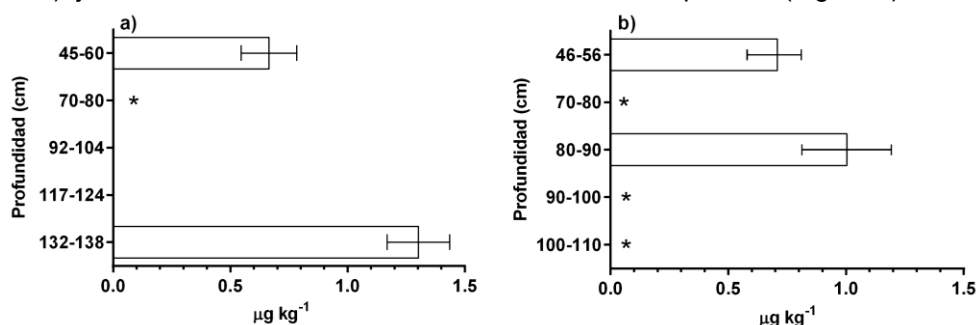 a)
Profundidad (cm)
45-60
70-80
*
92-104
117-124
132-138
0.0 0.5 1.0 1.5
µg kg-1
b)
Profundidad (cm)
46-56
70-80
*
80-90
90-100
*
100-110
*
0.0 0.5 1.0 1.5
µg kg-1